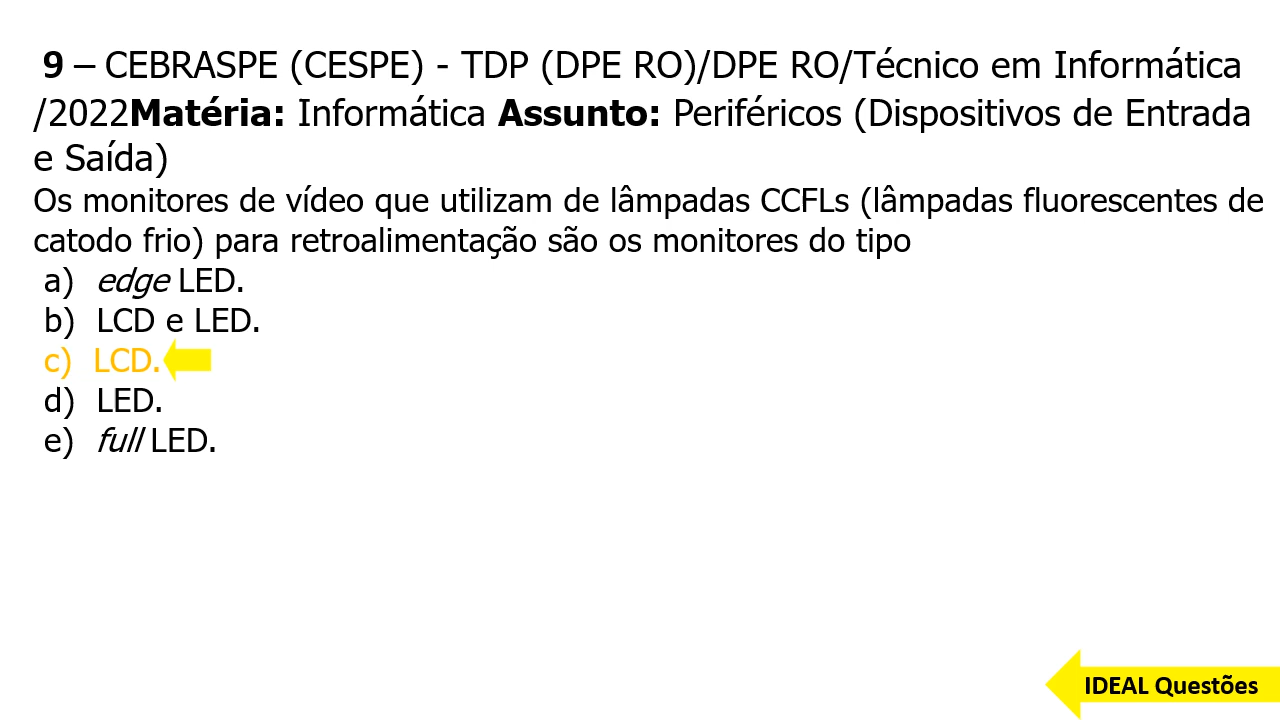 9 – CEBRASPE (CESPE) - TDP (DPE RO)/DPE RO/Técnico em Informática
/2022Matéria: Informática Assunto: Periféricos (Dispositivos de Entrada
e Saída)
Os monitores de vídeo que utilizam de lâmpadas CCFLs (lâmpadas fluorescentes de
catodo frio) para retroalimentação são os monitores do tipo
a) edge LED.
b) LCD e LED.
c) LCD.
d) LED.
e) full LED.
IDEAL Questões